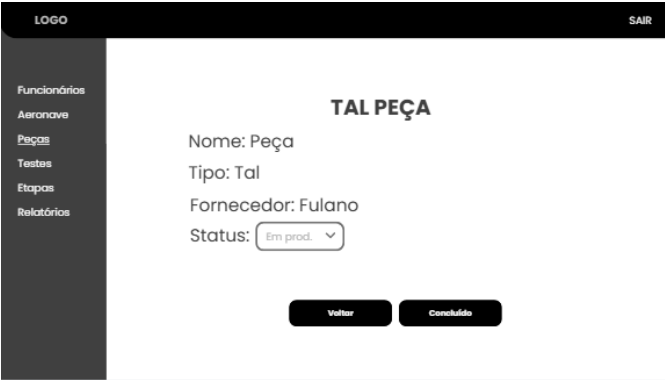 LOGO
SAIR
Funcionários
Aeronave
Peças
Testes
Etapas
Relatórios
TAL PEÇA
Nome: Peça
Tipo: Tal
Fornecedor: Fulano
Status: Em prod.
Voltar
Concluído